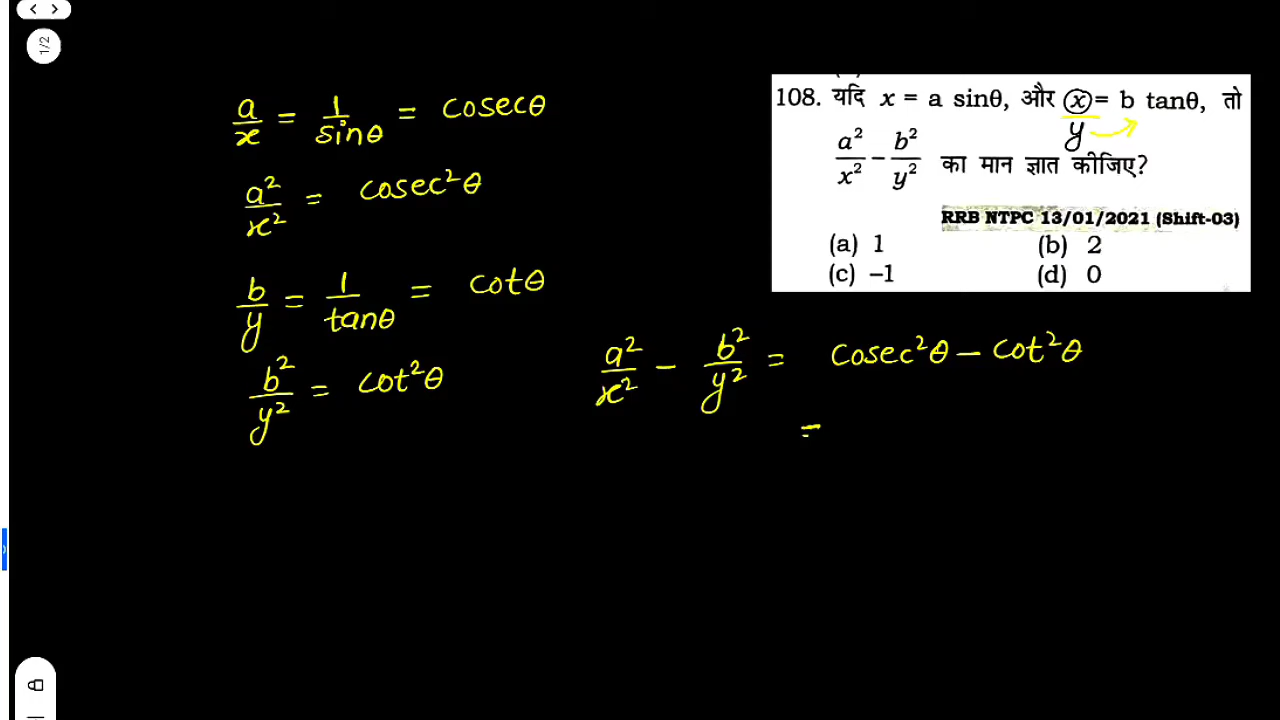 1/2
a/x = 1/sinθ = cosecθ
a²/x² = cosec²θ
b/y = 1/tanθ = cotθ
b²/y² = cot²θ
108. यदि x = a sinθ, और x = b tanθ, तो
y
a²/x² − b²/y² का मान ज्ञात कीजिए?
RRB NTPC 13/01/2021 (Shift-03)
(a) 1 (b) 2
(c) –1 (d) 0
a²/x² − b²/y² = cosec²θ − cot²θ
=